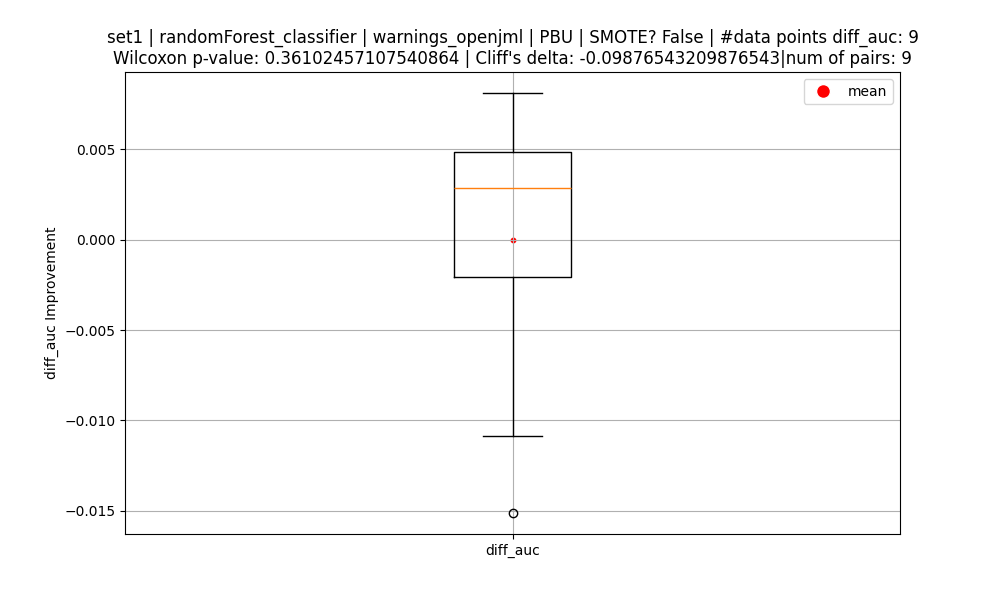 set1 | randomForest_classifier | warnings_openjml | PBU | SMOTE? False | #data points diff_auc: 9
Wilcoxon p-value: 0.36102457107540864 | Cliff's delta: -0.09876543209876543|num of pairs: 9
mean
0.005
0.000
−0.005
−0.010
−0.015
diff_auc Improvement
diff_auc